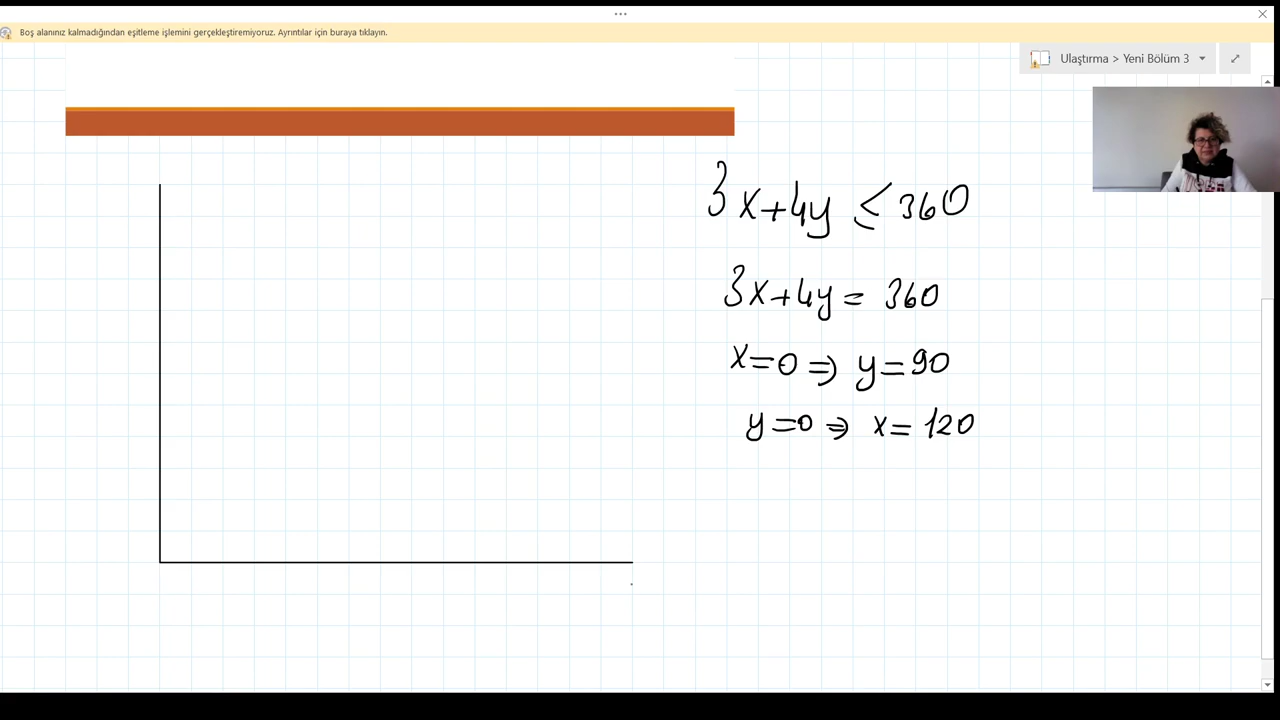 Boş alanınız kalmadığından eşitleme işlemini gerçekleştiremiyoruz. Ayrıntılar için buraya tıklayın.
Ulaştırma > Yeni Bölüm 3
3x+4y ≤ 360
3x+4y = 360
x=0 ⇒ y=90
y=0 ⇒ x=120